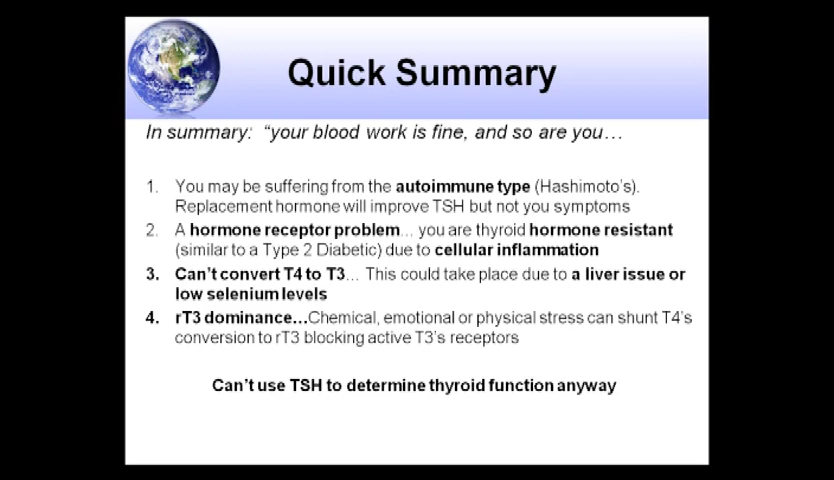 Quick Summary
In summary: "your blood work is fine, and so are you…
1. You may be suffering from the autoimmune type (Hashimoto's).
Replacement hormone will improve TSH but not you symptoms
2. A hormone receptor problem… you are thyroid hormone resistant
(similar to a Type 2 Diabetic) due to cellular inflammation
3. Can't convert T4 to T3… This could take place due to a liver issue or
low selenium levels
4. rT3 dominance…Chemical, emotional or physical stress can shunt T4's
conversion to rT3 blocking active T3's receptors
Can't use TSH to determine thyroid function anyway